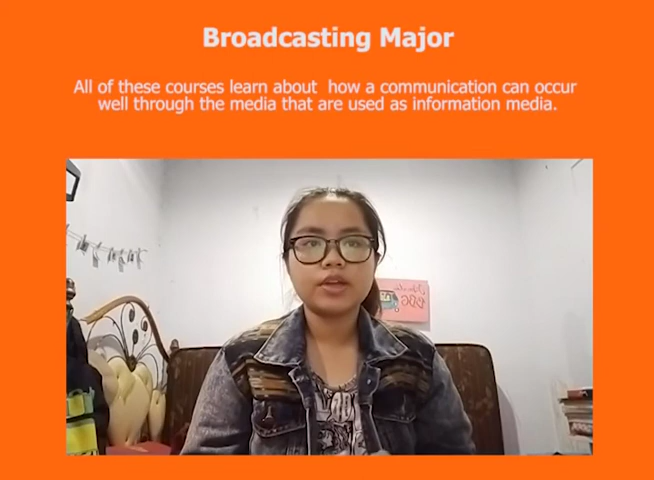 Broadcasting Major
All of these courses learn about how a communication can occur
well through the media that are used as information media.